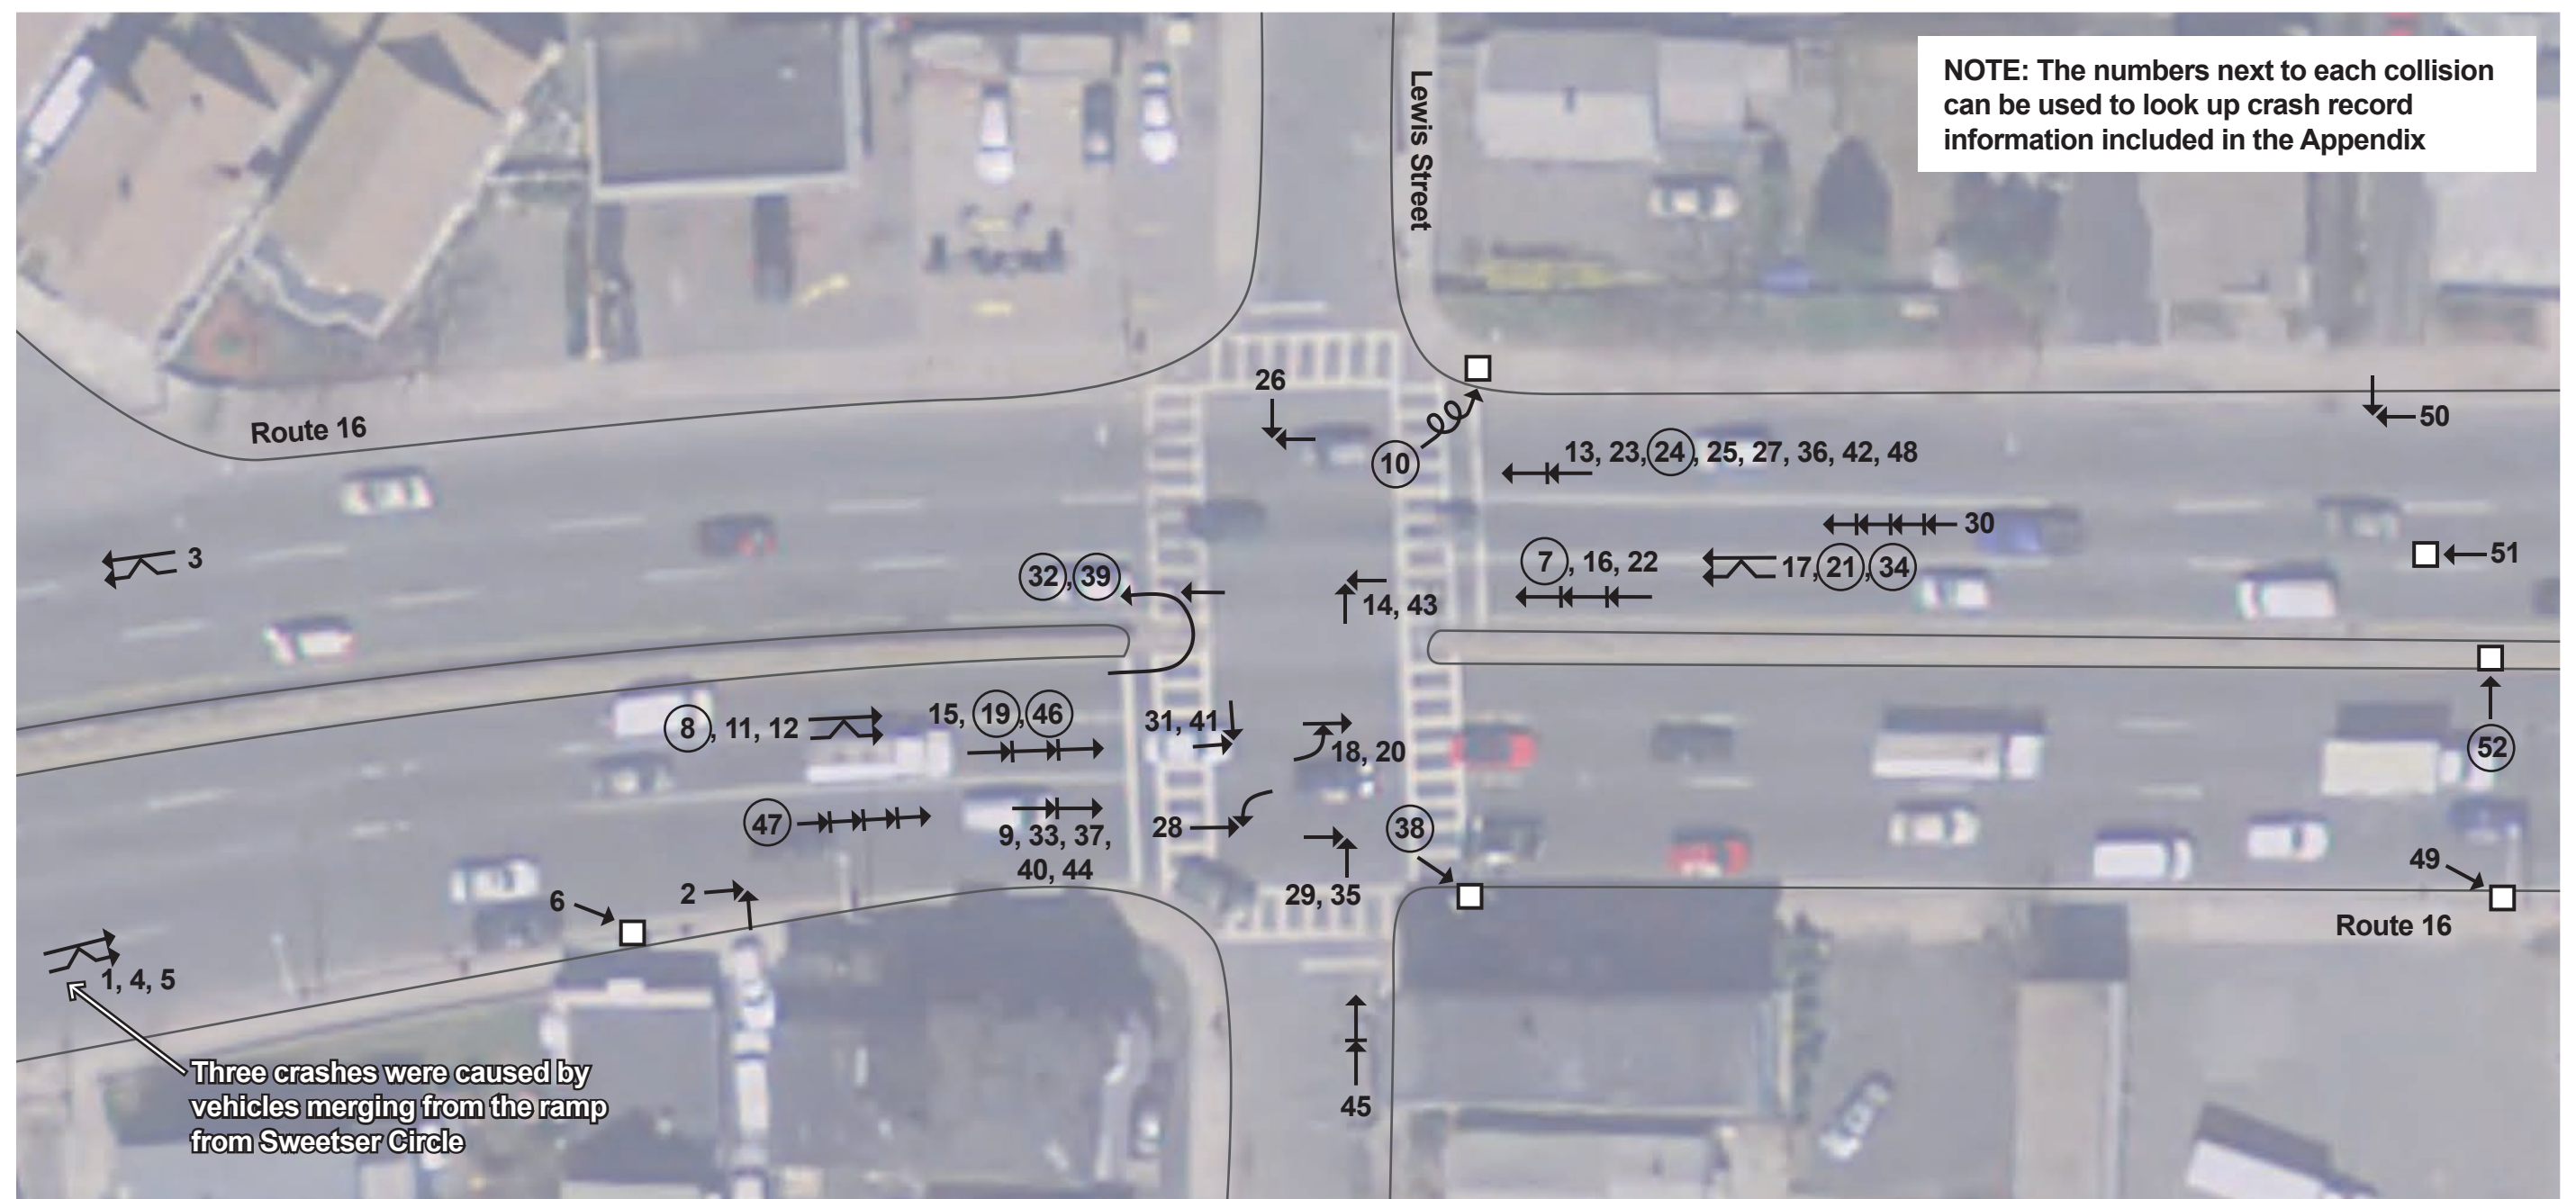 NOTE: The numbers next to each collision
can be used to look up crash record
information included in the Appendix
Lewis Street
26
50
Route 16
10
13, 23, 24, 25, 27, 36, 42, 48
30
51
3
32, 39
7, 16, 22
17, 21, 34
14, 43
8, 11, 12
15, 19, 46
31, 41
18, 20
52
47
9, 33, 37,
40, 44
28
38
49
2
6
29, 35
Route 16
1, 4, 5
Three crashes were caused by
vehicles merging from the ramp
from Sweetser Circle
45